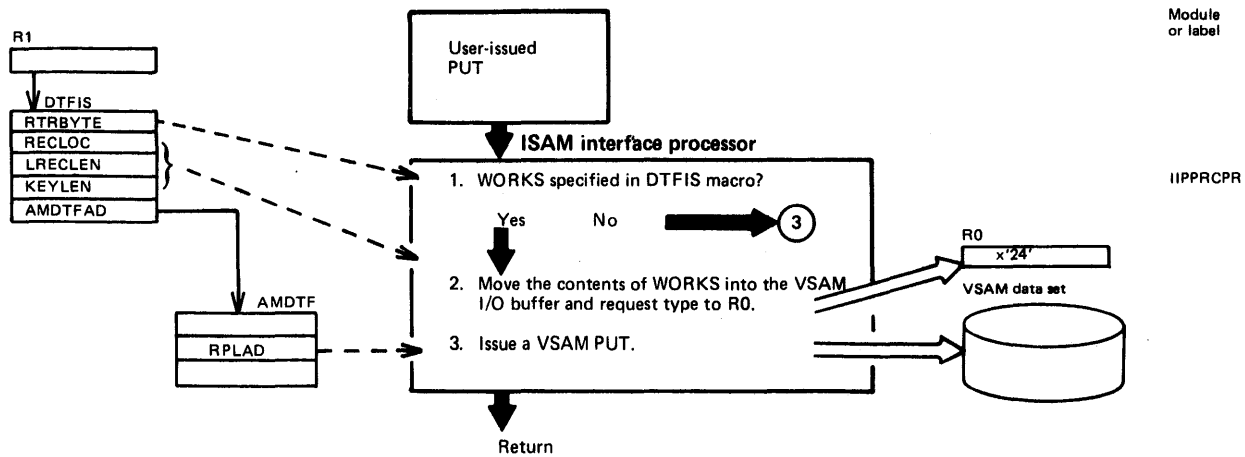 Module
or label
R1
DTFIS
RTRBYTE
RECLOC
LRECLEN
KEYLEN
AMDTFAD
AMDTF
RPLAD
User-issued
PUT
ISAM interface processor
1. WORKS specified in DTFIS macro?
Yes No 3
2. Move the contents of WORKS into the VSAM
I/O buffer and request type to R0.
3. Issue a VSAM PUT.
Return
IIPPRCPR
R0
x'24'
VSAM data set